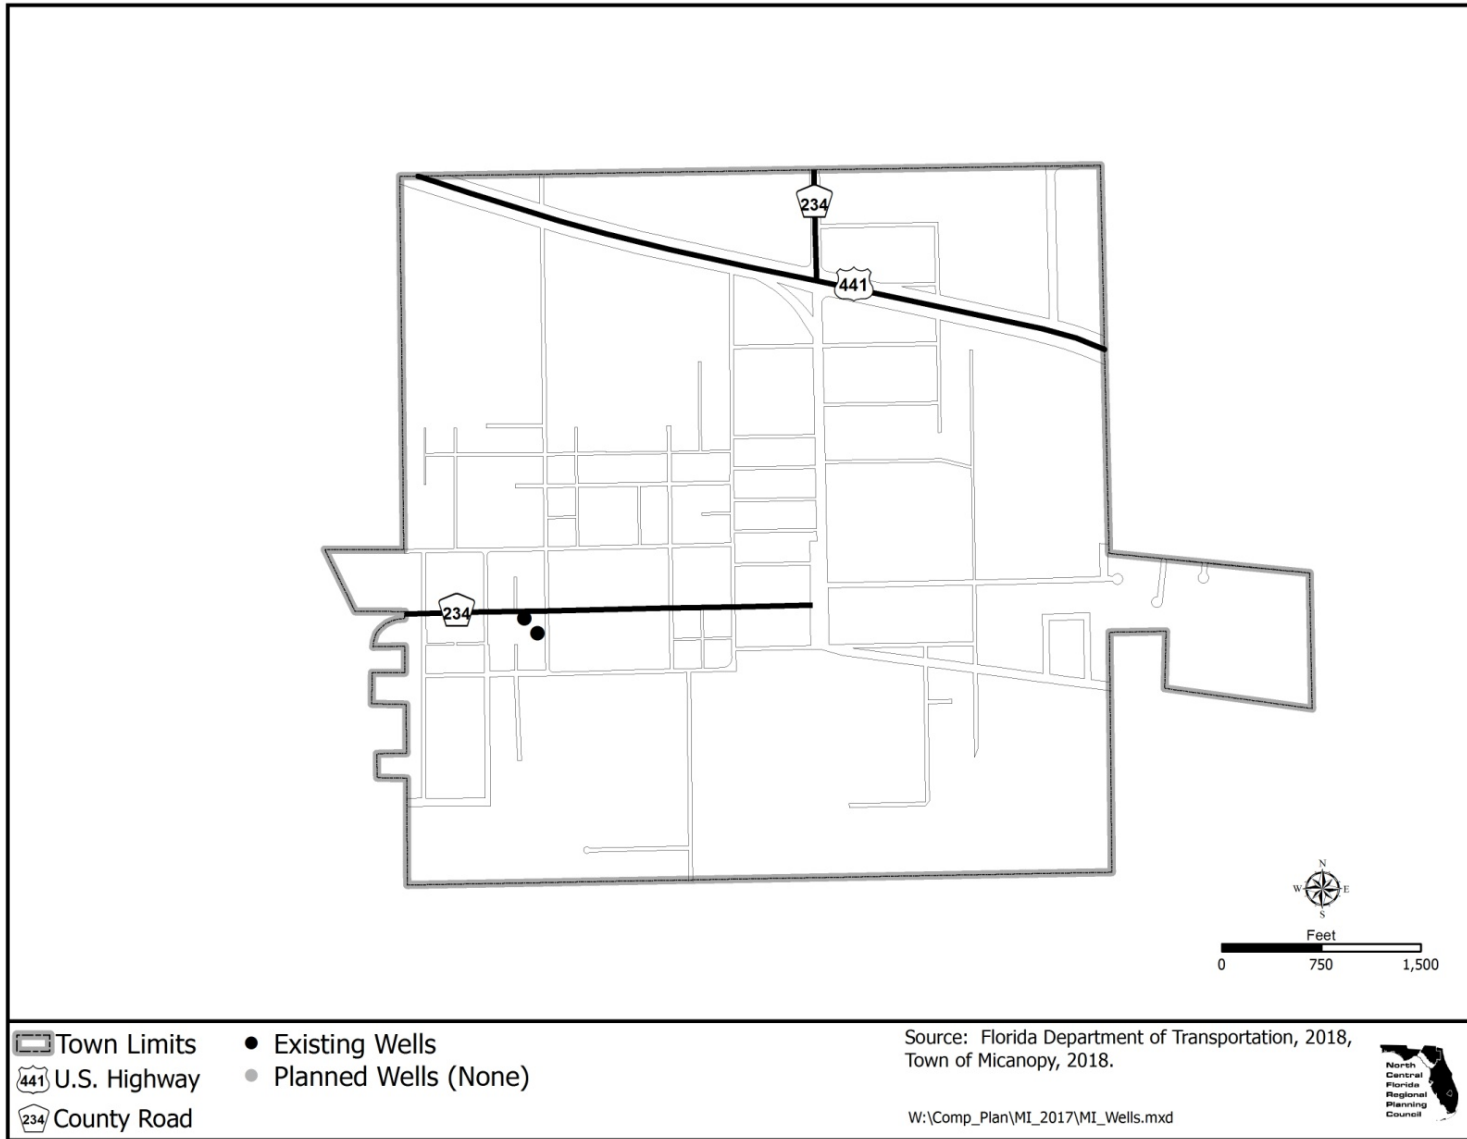 234
441
234
N
W E
S
Feet
0 750 1,500
Town Limits
441 U.S. Highway
234 County Road
Existing Wells
Planned Wells (None)
Source: Florida Department of Transportation, 2018,
Town of Micanopy, 2018.
W:\Comp_Plan\MI_2017\MI_Wells.mxd
North
Central
Florida
Regional
Planning
Council